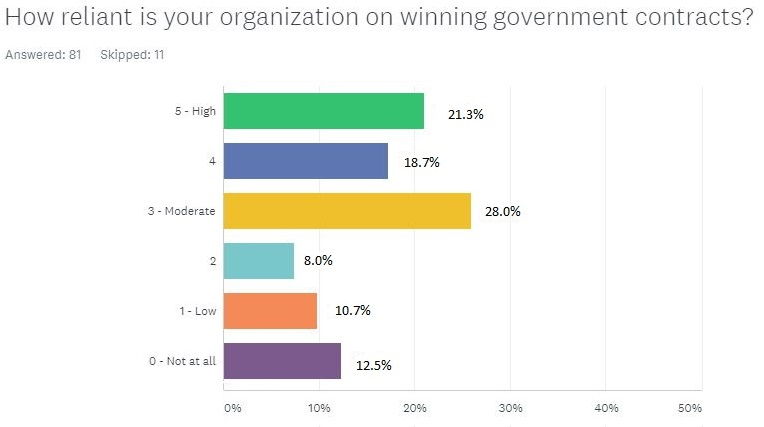 How reliant is your organization on winning government contracts?
Answered: 81 Skipped: 11
5 - High 21.3%
4 18.7%
3 - Moderate 28.0%
2 8.0%
1 - Low 10.7%
0 - Not at all 12.5%
0% 10% 20% 30% 40% 50%